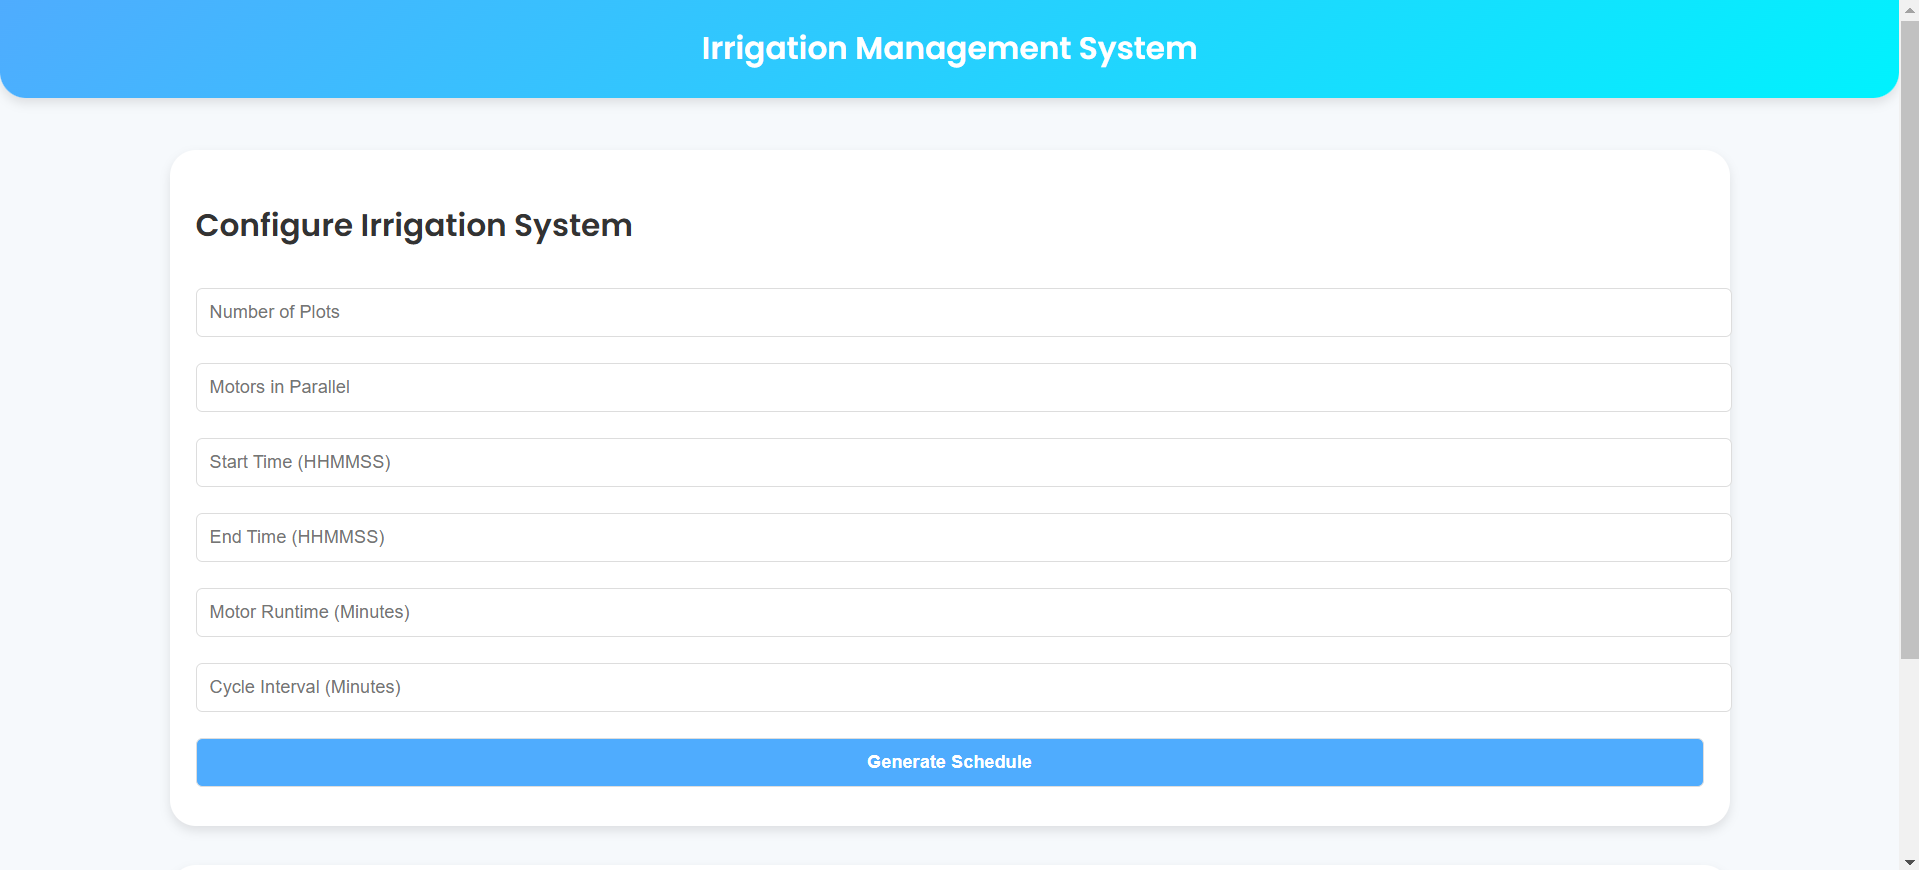 Irrigation Management System
Configure Irrigation System
Number of Plots
Motors in Parallel
Start Time (HHMMSS)
End Time (HHMMSS)
Motor Runtime (Minutes)
Cycle Interval (Minutes)
Generate Schedule